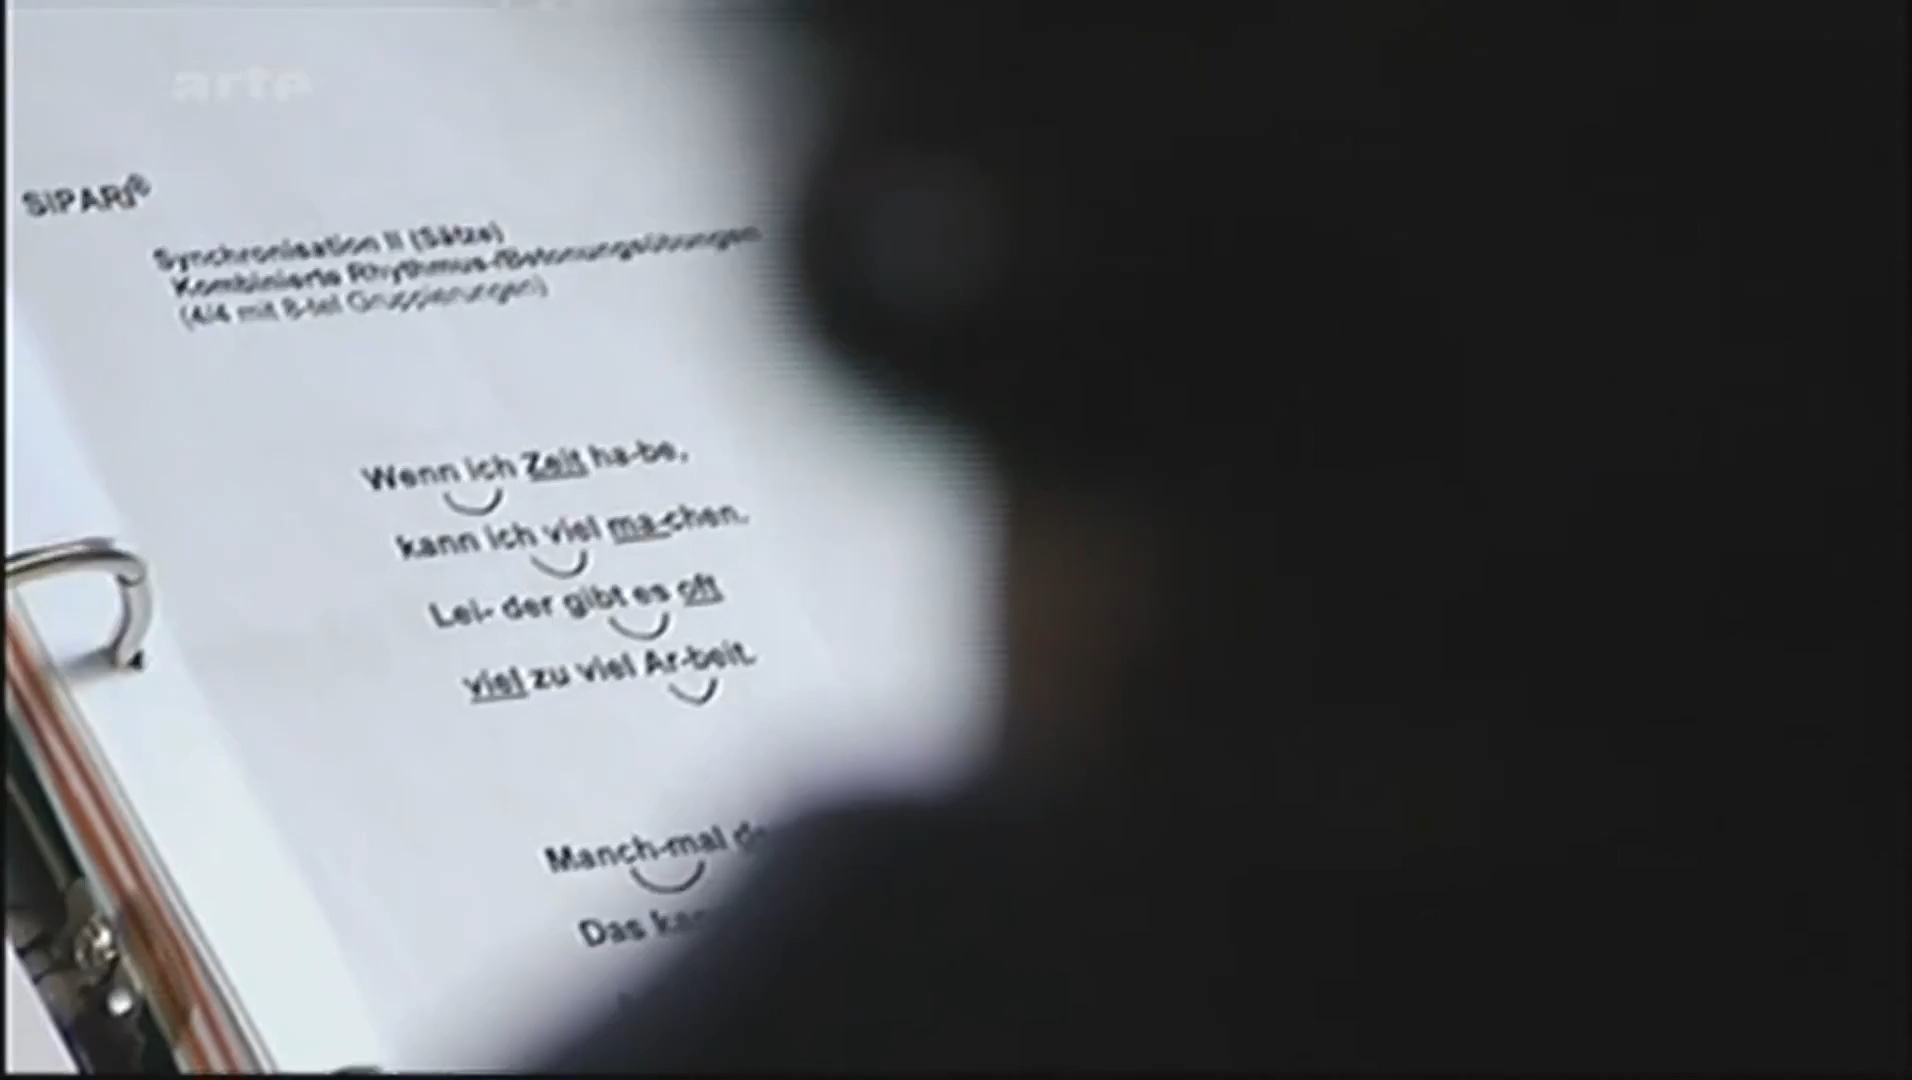 arte
SIPARI®
Synchronisation II (Sätze)
Kombinierte Rhythmus-/Betonungsübungen
(4/4 mit 8-tel Gruppierungen)
Wenn ich Zeit ha-be,
kann ich viel ma-chen.
Lei- der gibt es oft
viel zu viel Ar-beit.
Manch-mal
Das